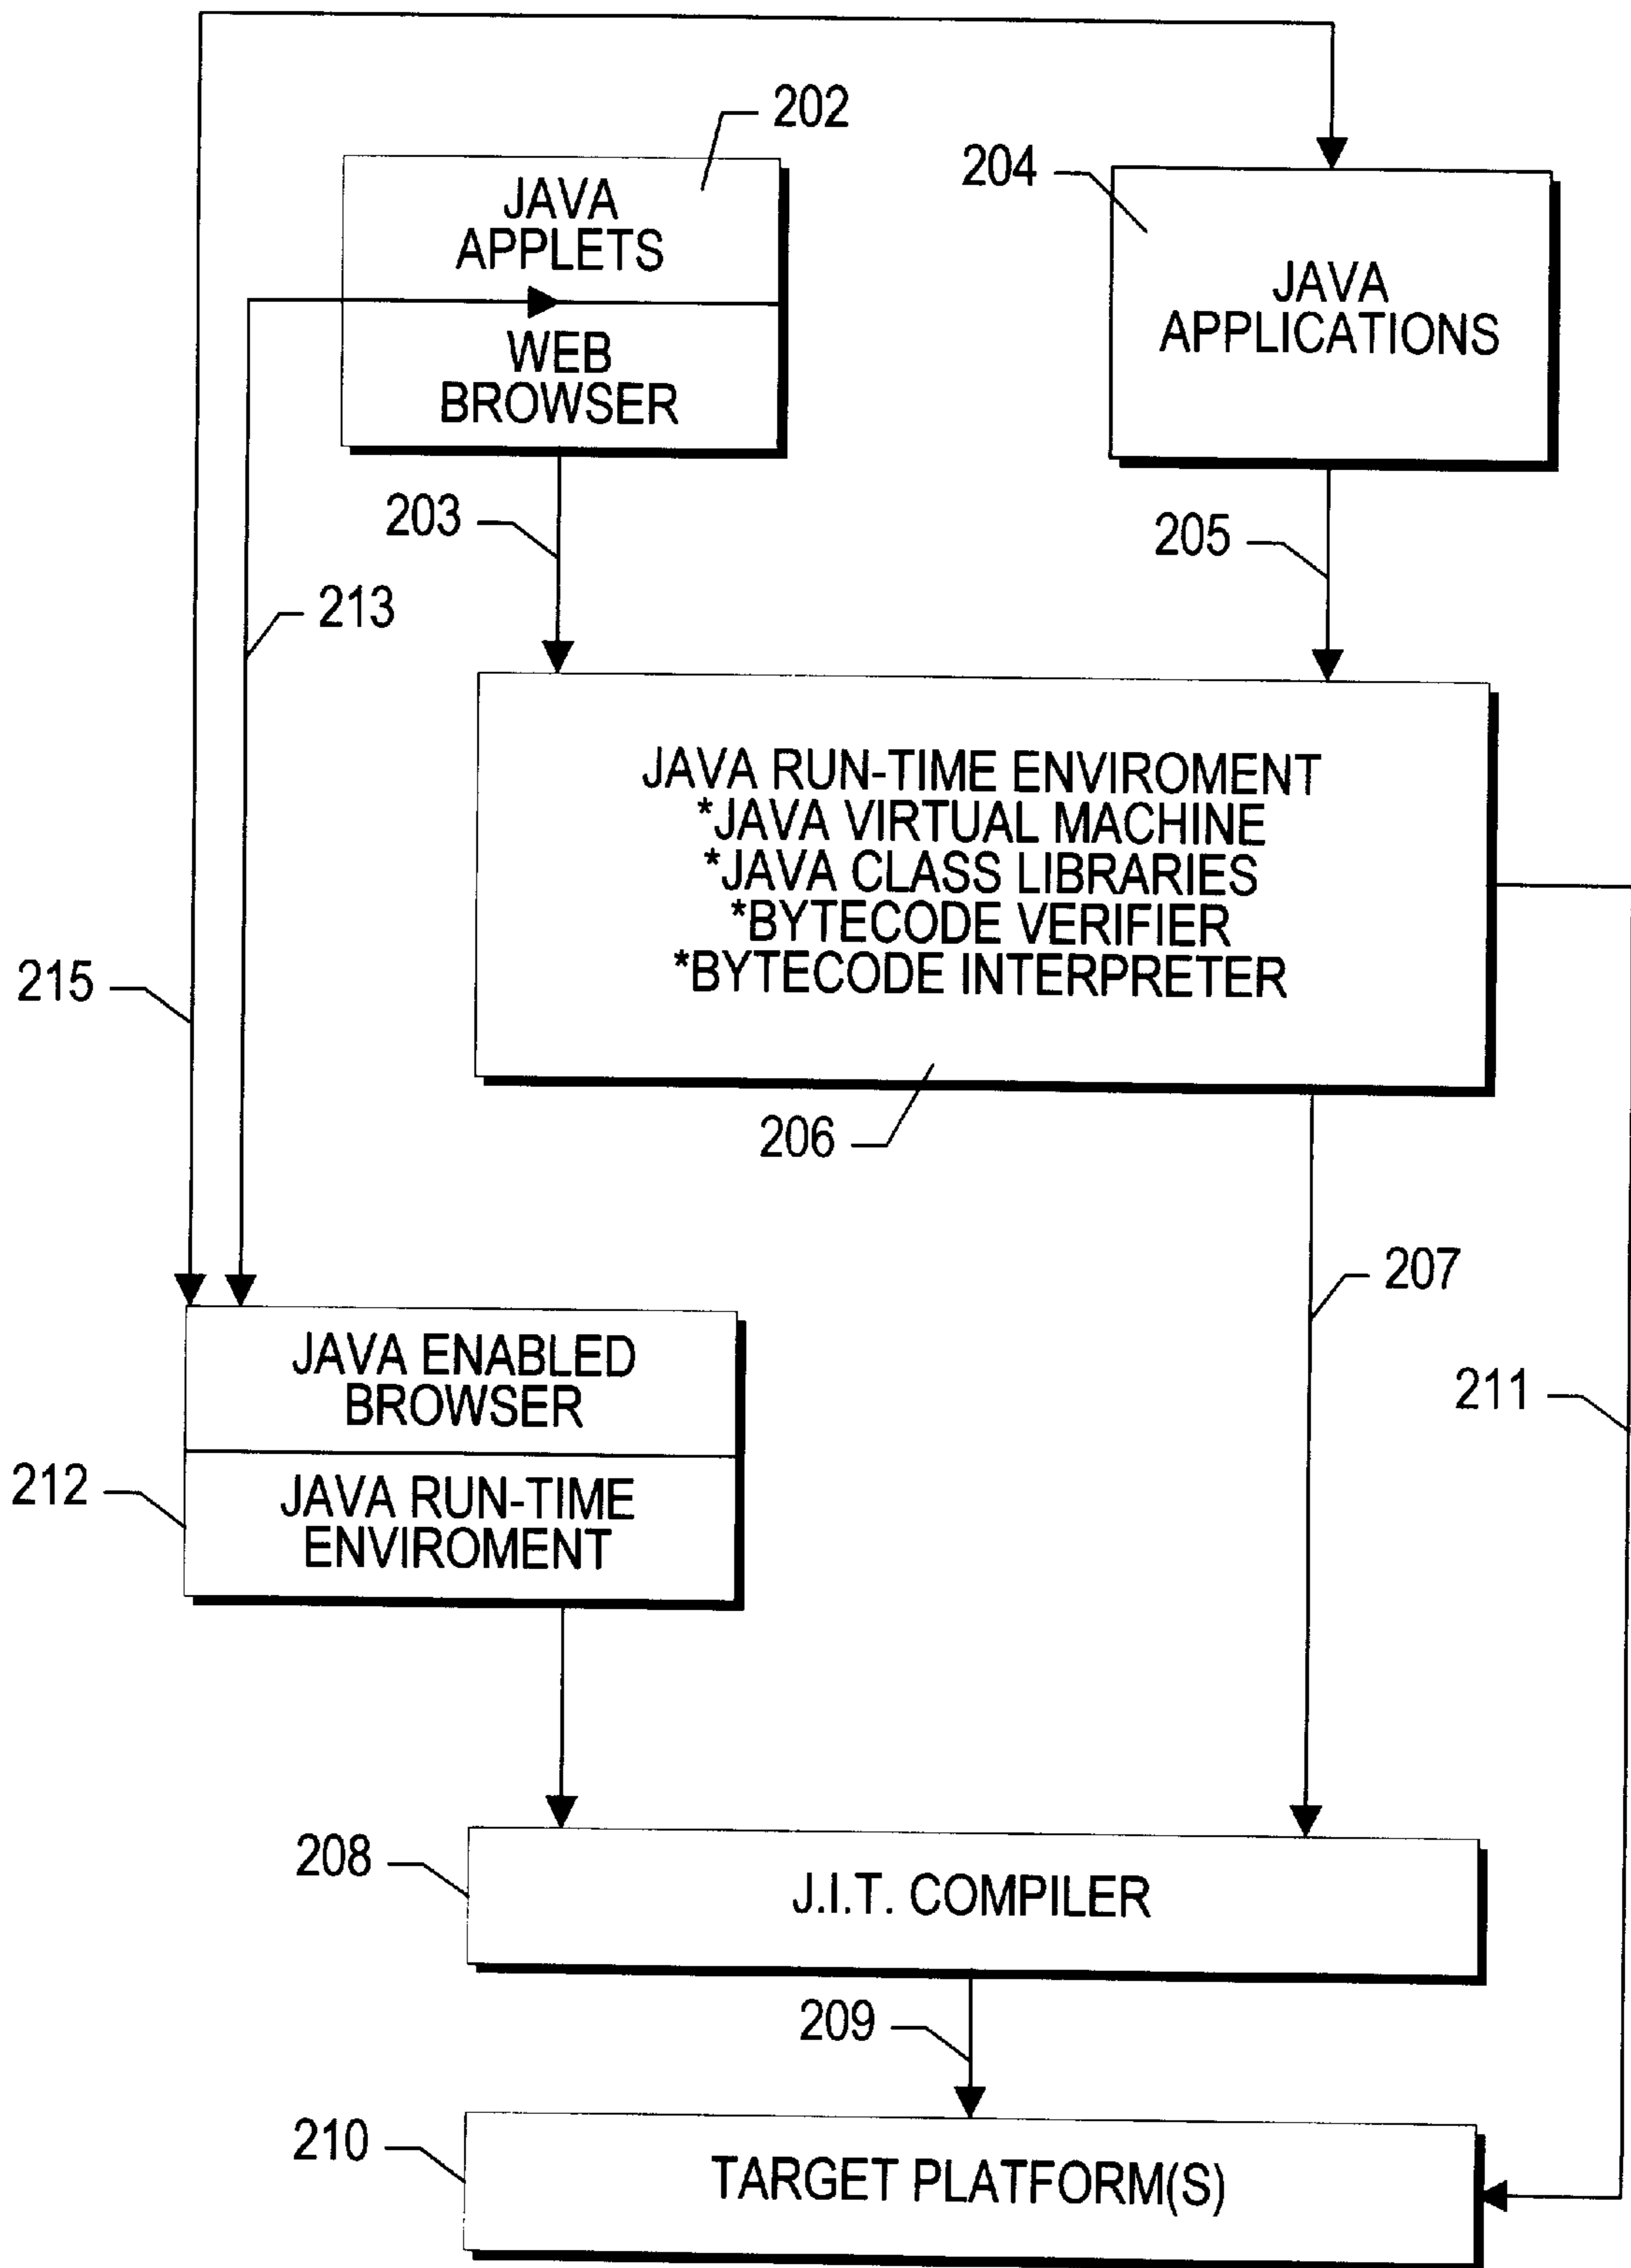 202
JAVA
APPLETS
WEB
BROWSER
204
JAVA
APPLICATIONS
203
205
213
JAVA RUN-TIME ENVIROMENT
*JAVA VIRTUAL MACHINE
*JAVA CLASS LIBRARIES
*BYTECODE VERIFIER
*BYTECODE INTERPRETER
215
206
207
JAVA ENABLED
BROWSER
211
212
JAVA RUN-TIME
ENVIROMENT
208
J.I.T. COMPILER
209
210
TARGET PLATFORM(S)